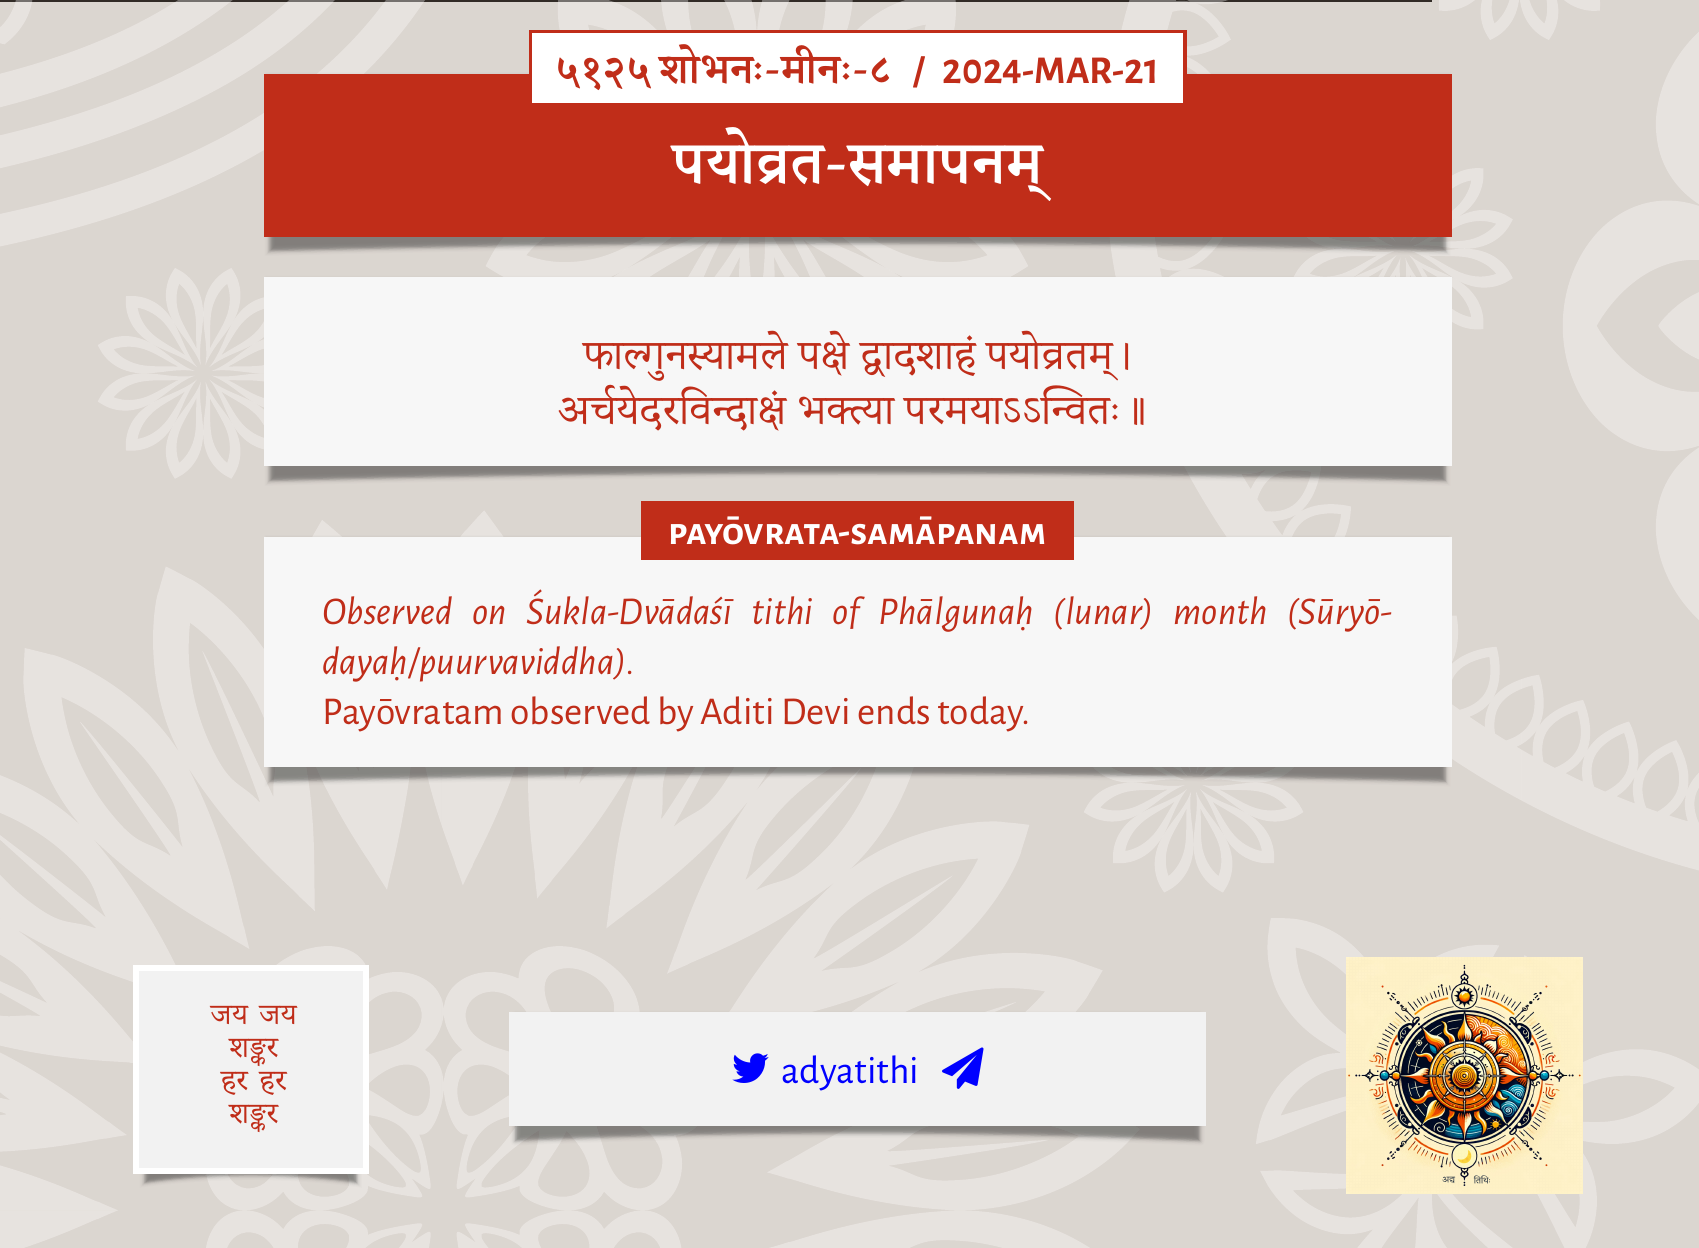 ५१२५ शोभनः-मीनः-८ / 2024-MAR-21
पयोव्रत-समापनम्
फाल्गुनस्यामले पक्षे द्वादशाहं पयोव्रतम्।
अर्चयेदरविन्दाक्षं भक्त्या परमयाऽऽन्वितः॥
PAYŌVRATA-SAMĀPANAM
Observed on Śukla-Dvādaśī tithi of Phālgunaḥ (lunar) month (Sūryō-
dayaḥ/puurvaviddha).
Payōvratam observed by Aditi Devi ends today.
जय जय
शङ्कर
हर हर
शङ्कर
adyatithi
अद्य तिथिः